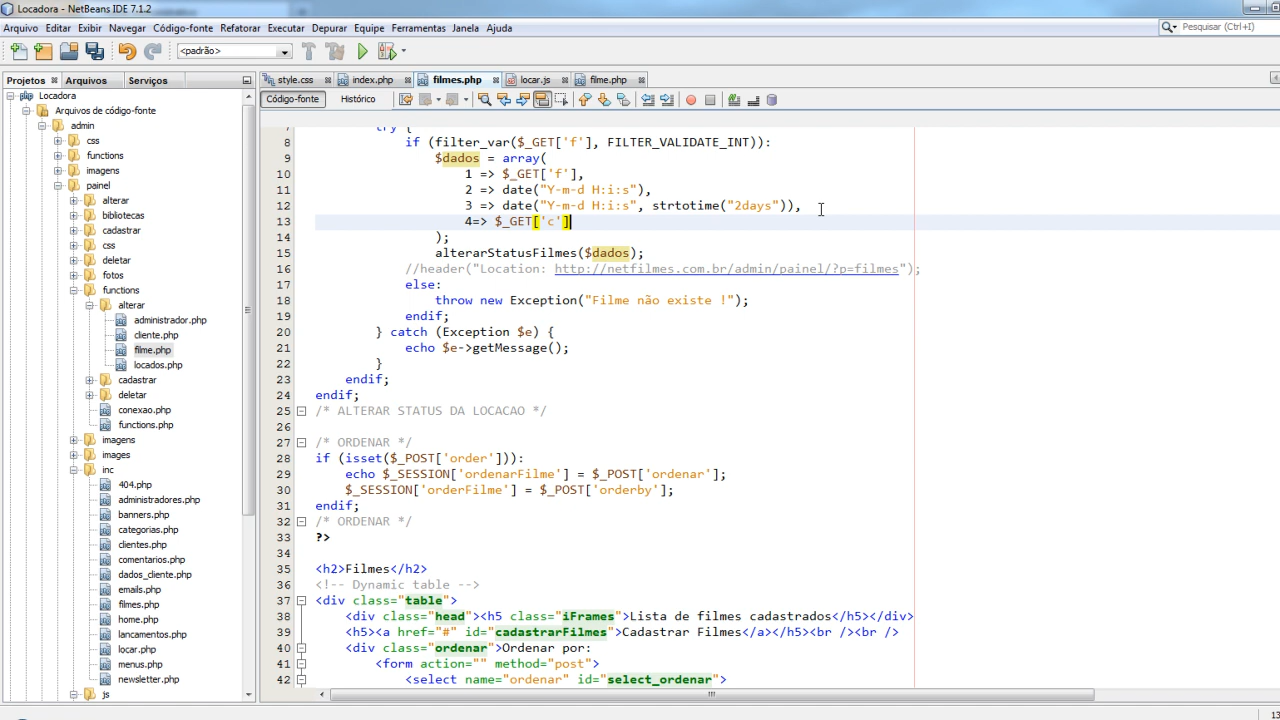 Locadora - NetBeans IDE 7.1.2
Arquivo Editar Exibir Navegar Código-fonte Refatorar Executar Depurar Equipe Ferramentas Janela Ajuda
Pesquisar (Ctrl+I)
<padrão>
Projetos Arquivos Serviços
style.css index.php filmes.php locar.js filme.php
Código-fonte Histórico
Locadora
Arquivos de código-fonte
admin
css
functions
imagens
painel
alterar
bibliotecas
cadastrar
css
deletar
fotos
functions
alterar
administrador.php
cliente.php
filme.php
locados.php
cadastrar
deletar
conexao.php
functions.php
imagens
images
inc
404.php
administradores.php
banners.php
categorias.php
clientes.php
comentarios.php
dados_cliente.php
emails.php
filmes.php
home.php
lancamentos.php
locar.php
menus.php
newsletter.php
js
7 try {
8 if (filter_var($_GET['f'], FILTER_VALIDATE_INT)):
9 $dados = array(
10 1 => $_GET['f'],
11 2 => date("Y-m-d H:i:s"),
12 3 => date("Y-m-d H:i:s", strtotime("2days")),
13 4=> $_GET['c']
14 );
15 alterarStatusFilmes($dados);
16 //header("Location: http://netfilmes.com.br/admin/painel/?p=filmes");
17 else:
18 throw new Exception("Filme não existe !");
19 endif;
20 } catch (Exception $e) {
21 echo $e->getMessage();
22 }
23 endif;
24 endif;
25 /* ALTERAR STATUS DA LOCACAO */
26
27 /* ORDENAR */
28 if (isset($_POST['order'])):
29 echo $_SESSION['ordenarFilme'] = $_POST['ordenar'];
30 $_SESSION['orderFilme'] = $_POST['orderby'];
31 endif;
32 /* ORDENAR */
33 ?>
34
35 <h2>Filmes</h2>
36 <!-- Dynamic table -->
37 <div class="table">
38 <div class="head"><h5 class="iFrames">Lista de filmes cadastrados</h5></div>
39 <h5><a href="#" id="cadastrarFilmes">Cadastrar Filmes</a></h5><br /><br />
40 <div class="ordenar">Ordenar por:
41 <form action="" method="post">
42 <select name="ordenar" id="select_ordenar">